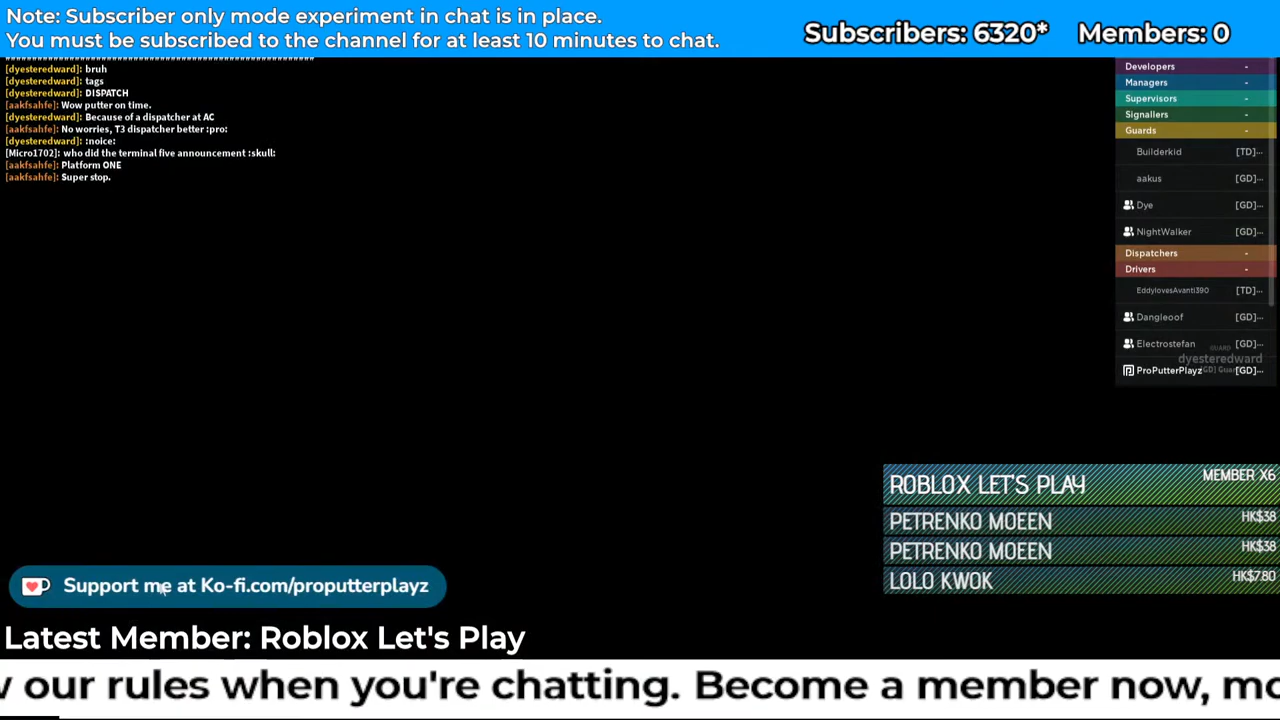 Note: Subscriber only mode experiment in chat is in place.
You must be subscribed to the channel for at least 10 minutes to chat.
Subscribers: 6320* Members: 0
[dyesteredward]: bruh
[dyesteredward]: tags
[dyesteredward]: DISPATCH
[aakfsahfe]: Wow putter on time.
[dyesteredward]: Because of a dispatcher at AC
[aakfsahfe]: No worries, T3 dispatcher better :pro:
[dyesteredward]: :noice:
[Micro1702]: who did the terminal five announcement :skull:
[aakfsahfe]: Platform ONE
[aakfsahfe]: Super stop.
Developers -
Managers -
Supervisors -
Signallers -
Guards -
Builderkid [TD]...
aakus [GD]...
Dye [GD]...
NightWalker [GD]...
Dispatchers -
Drivers -
EddylovesAvanti390 [TD]...
Dangleoof [GD]...
Electrostefan [GD]...
GUARD
dyesteredward
ProPutterPlayz [GD]...
ROBLOX LET'S PLAY MEMBER X6
PETRENKO MOEEN HK$38
PETRENKO MOEEN HK$38
LOLO KWOK HK$7.80
Support me at Ko-fi.com/proputterplayz
Latest Member: Roblox Let's Play
w our rules when you're chatting. Become a member now, mo